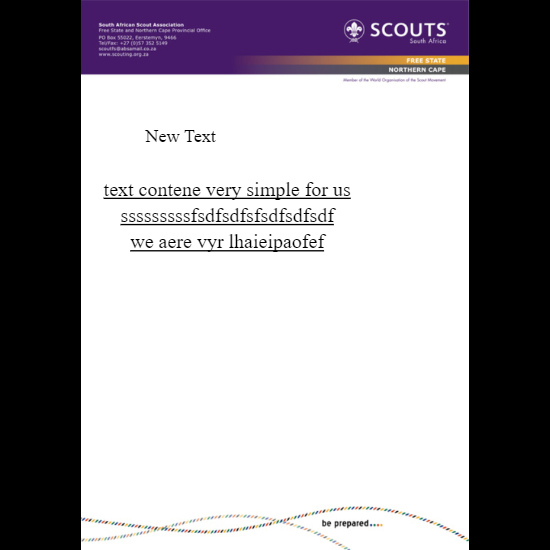 South African Scout Association
Free State and Northern Cape Provincial Office
PO Box 55022, Eerstemyn, 9466
Tel/Fax: +27 (0)57 352 5149
scoutfs@absamail.co.za
www.scouting.org.za
SCOUTS
South Africa
FREE STATE
NORTHERN CAPE
Member of the World Organisation of the Scout Movement
New Text
text contene very simple for us
sssssssssfsdfsdfsfsdfsdfsdf
we aere vyr lhaieipaofef
be prepared....